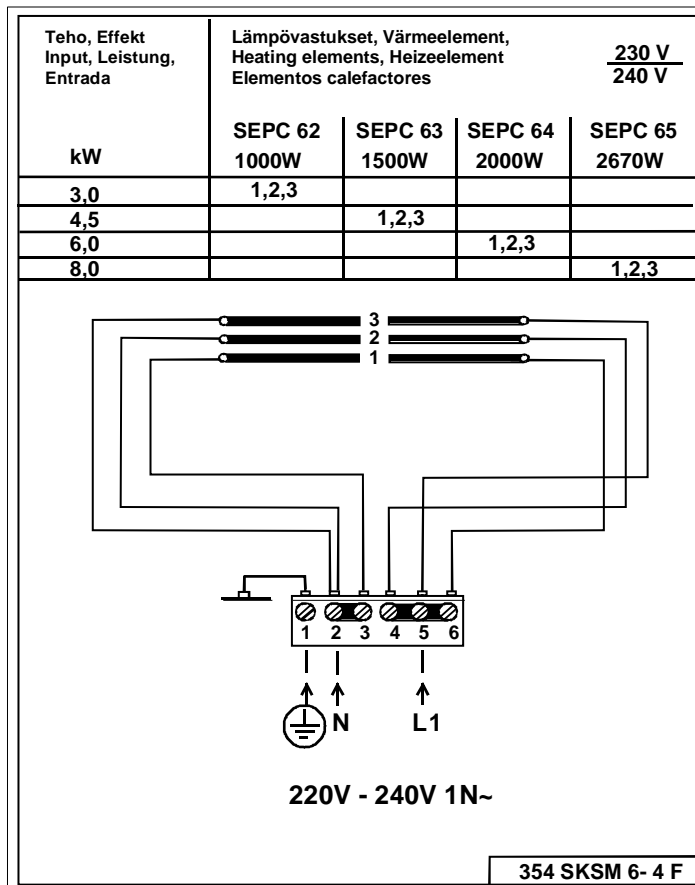 Teho, Effekt
Input, Leistung,
Entrada
Lämpövastukset, Värmeelement,
Heating elements, Heizeelement
Elementos calefactores
230 V
240 V
kW
SEPC 62 SEPC 63 SEPC 64 SEPC 65
1000W 1500W 2000W 2670W
3,0 1,2,3
4,5 1,2,3
6,0 1,2,3
8,0 1,2,3
3
2
1
1 2 3 4 5 6
N L1
220V - 240V 1N~
354 SKSM 6- 4 F